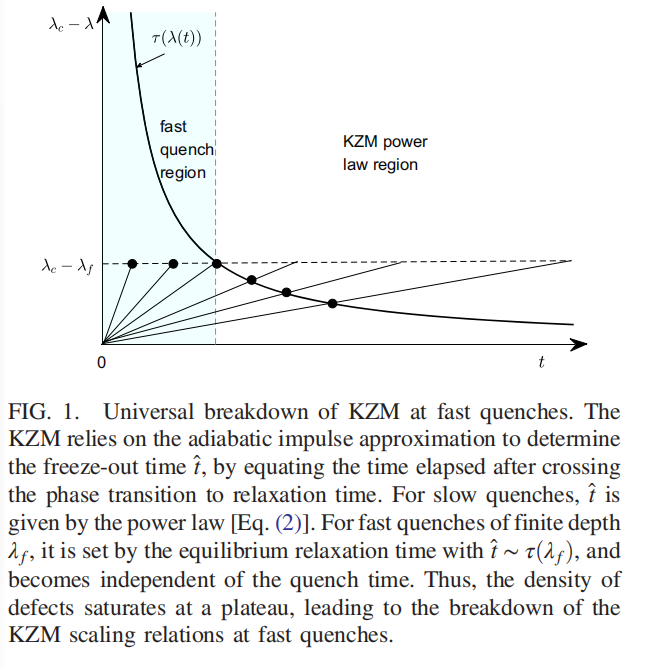 λ_c − λ
τ(λ(t))
fast
quench
region
KZM power
law region
λ_c − λ_f
0
t
FIG. 1. Universal breakdown of KZM at fast quenches. The
KZM relies on the adiabatic impulse approximation to determine
the freeze-out time t̂, by equating the time elapsed after crossing
the phase transition to relaxation time. For slow quenches, t̂ is
given by the power law [Eq. (2)]. For fast quenches of finite depth
λ_f, it is set by the equilibrium relaxation time with t̂ ∼ τ(λ_f), and
becomes independent of the quench time. Thus, the density of
defects saturates at a plateau, leading to the breakdown of the
KZM scaling relations at fast quenches.